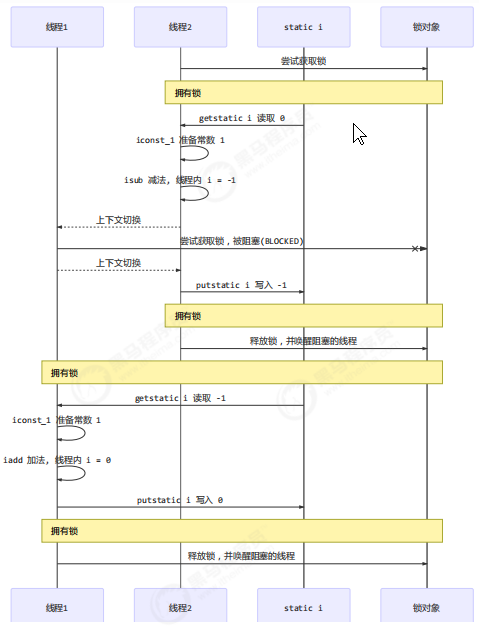 线程1
线程2
static i
锁对象
尝试获取锁
拥有锁
getstatic i 读取 0
iconst_1 准备常数 1
isub 减法, 线程内 i = -1
上下文切换
尝试获取锁，被阻塞(BLOCKED)
上下文切换
putstatic i 写入 -1
拥有锁
释放锁，并唤醒阻塞的线程
拥有锁
getstatic i 读取 -1
iconst_1 准备常数 1
iadd 加法, 线程内 i = 0
putstatic i 写入 0
拥有锁
释放锁，并唤醒阻塞的线程
线程1
线程2
static i
锁对象